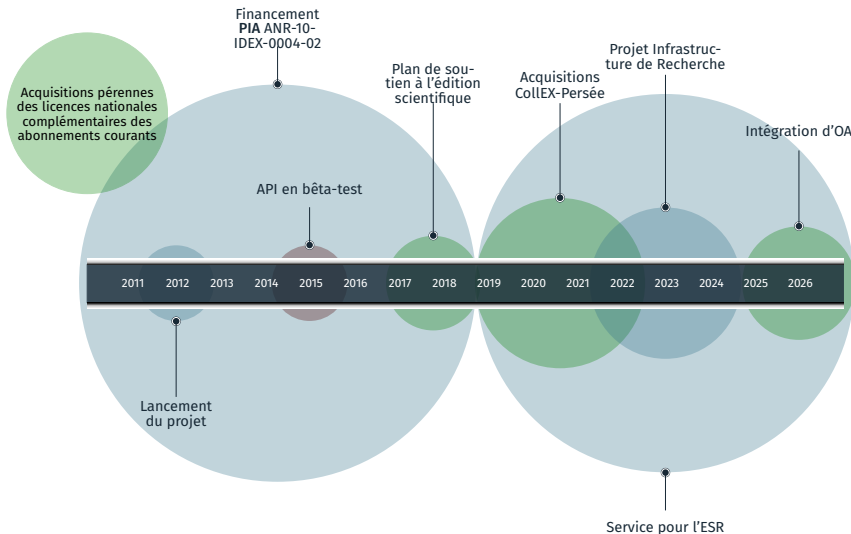 Financement
PIA ANR-10-
IDEX-0004-02
Acquisitions pérennes
des licences nationales
complémentaires des
abonnements courants
Plan de sou-
tien à l'édition
scientifique
Acquisitions
CollEX-Persée
Projet Infrastruc-
ture de Recherche
Intégration d'OA
API en bêta-test
2011 2012 2013 2014 2015 2016 2017 2018 2019 2020 2021 2022 2023 2024 2025 2026
Lancement
du projet
Service pour l'ESR